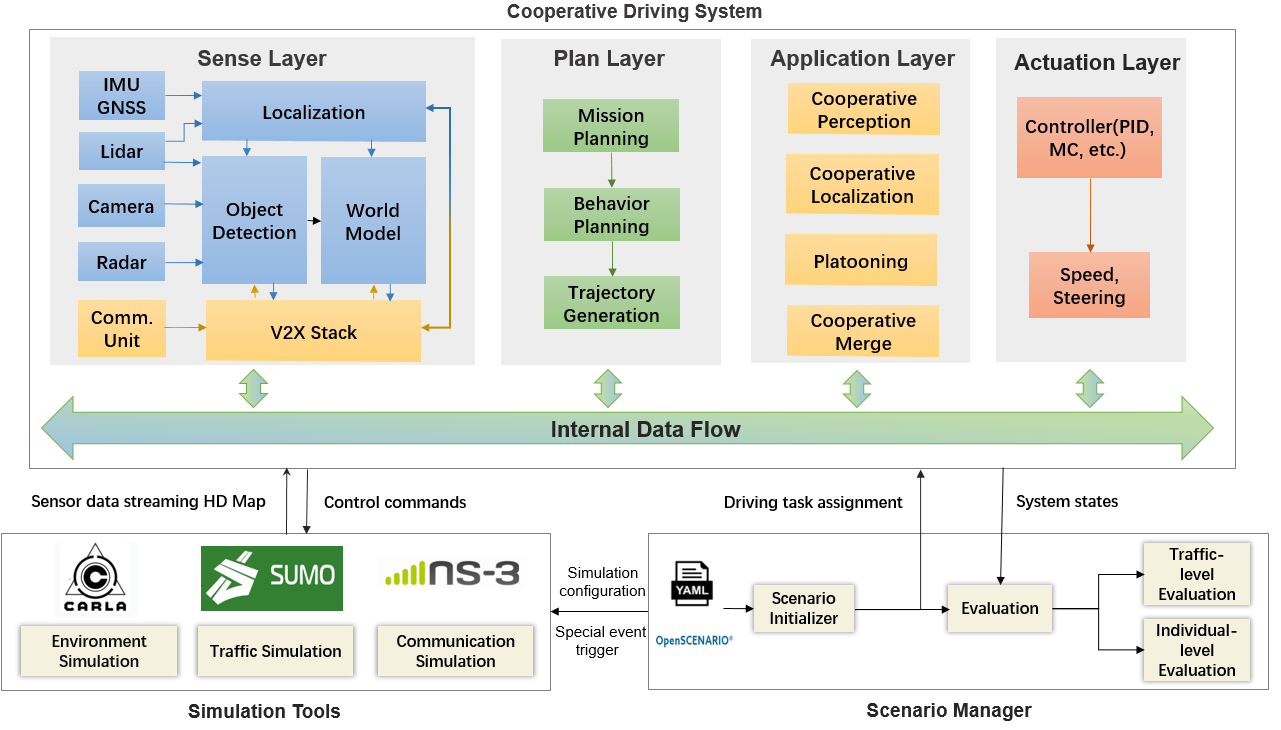 Cooperative Driving System
Sense Layer
IMU
GNSS
Lidar
Camera
Radar
Comm.
Unit
Localization
Object
Detection
World
Model
V2X Stack
Plan Layer
Mission
Planning
Behavior
Planning
Trajectory
Generation
Application Layer
Cooperative
Perception
Cooperative
Localization
Platooning
Cooperative
Merge
Actuation Layer
Controller(PID,
MC, etc.)
Speed,
Steering
Internal Data Flow
Sensor data streaming HD Map
Control commands
Driving task assignment
System states
CARLA
SUMO
ns-3
Environment
Simulation
Traffic Simulation
Communication
Simulation
Simulation Tools
Simulation
configuration
Special event
trigger
YAML
OpenSCENARIO®
Scenario
Initializer
Evaluation
Traffic-
level
Evaluation
Individual-
level
Evaluation
Scenario Manager